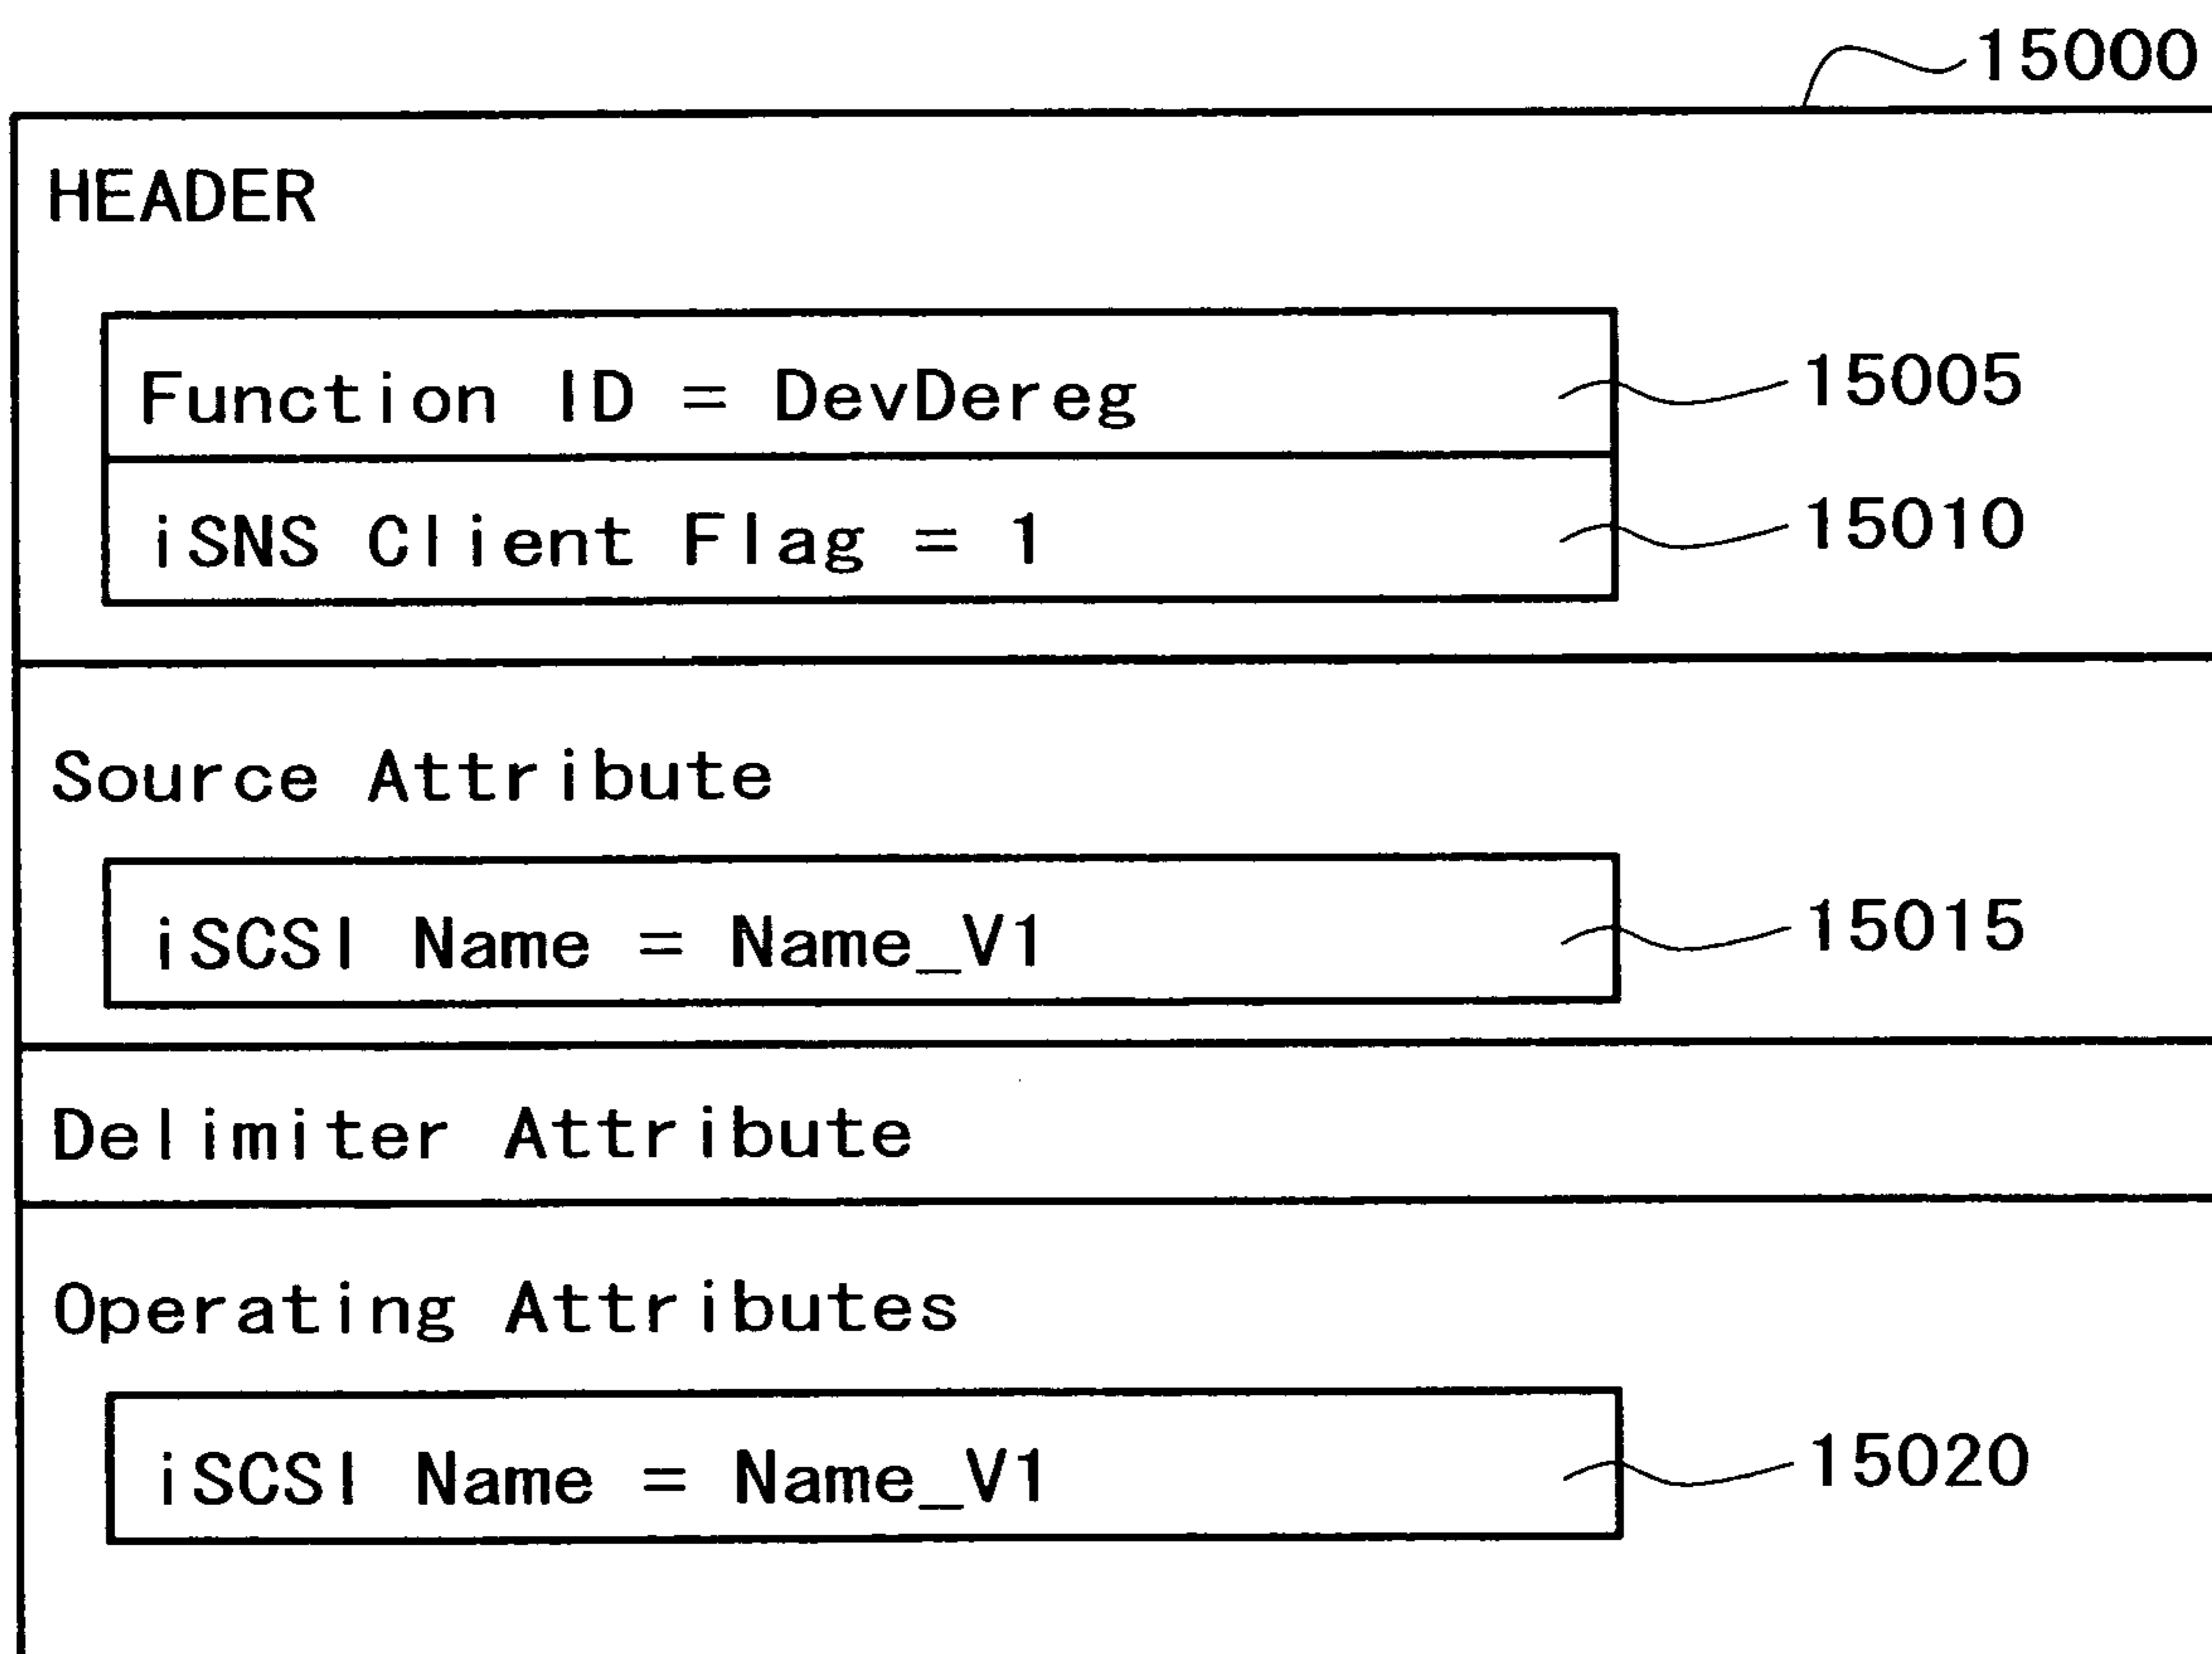 15000
HEADER
Function ID = DevDereg
15005
iSNS Client Flag = 1
15010
Source Attribute
iSCSI Name = Name_V1
15015
Delimiter Attribute
Operating Attributes
iSCSI Name = Name_V1
15020